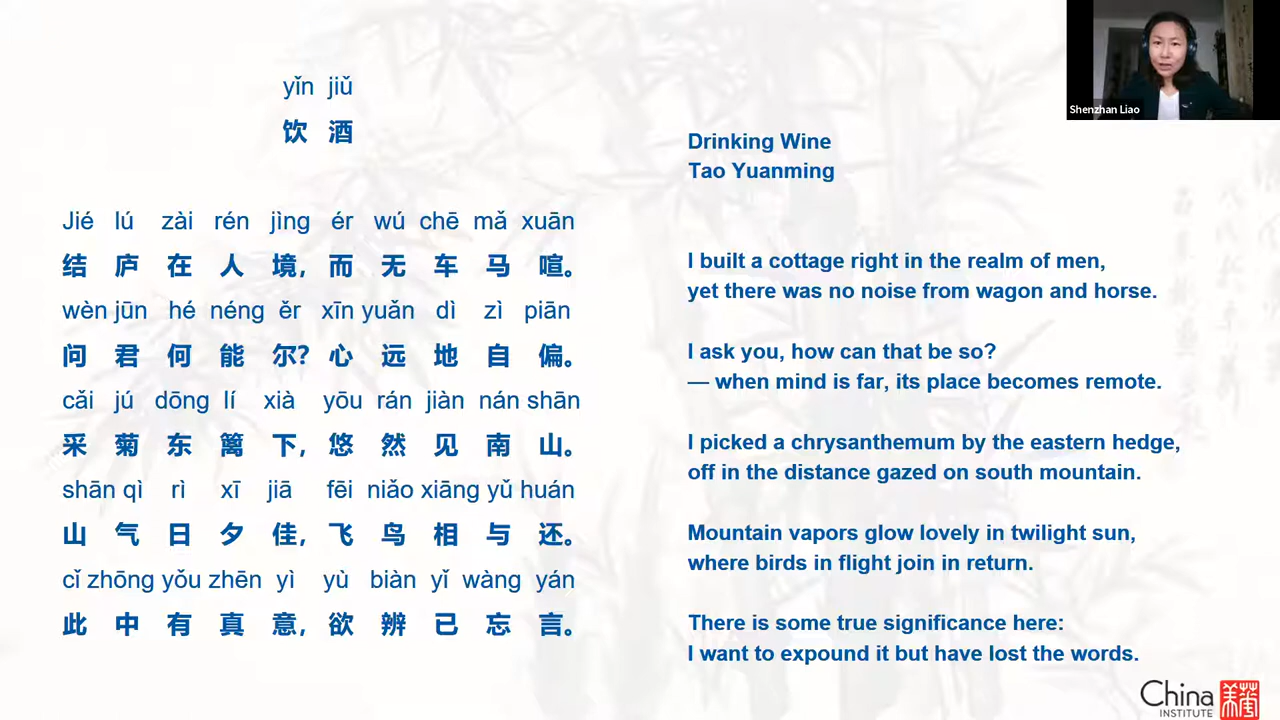 yǐn jiǔ
饮 酒
Jié lú zài rén jìng ér wú chē mǎ xuān
结 庐 在 人 境, 而 无 车 马 喧。
wèn jūn hé néng ěr xīn yuǎn dì zì piān
问 君 何 能 尔? 心 远 地 自 偏。
cǎi jú dōng lí xià yōu rán jiàn nán shān
采 菊 东 篱 下, 悠 然 见 南 山。
shān qì rì xī jiā fēi niǎo xiāng yǔ huán
山 气 日 夕 佳, 飞 鸟 相 与 还。
cǐ zhōng yǒu zhēn yì yù biàn yǐ wàng yán
此 中 有 真 意, 欲 辨 已 忘 言。
Drinking Wine
Tao Yuanming
I built a cottage right in the realm of men,
yet there was no noise from wagon and horse.
I ask you, how can that be so?
— when mind is far, its place becomes remote.
I picked a chrysanthemum by the eastern hedge,
off in the distance gazed on south mountain.
Mountain vapors glow lovely in twilight sun,
where birds in flight join in return.
There is some true significance here:
I want to expound it but have lost the words.
Shenzhan Liao
China
INSTITUTE